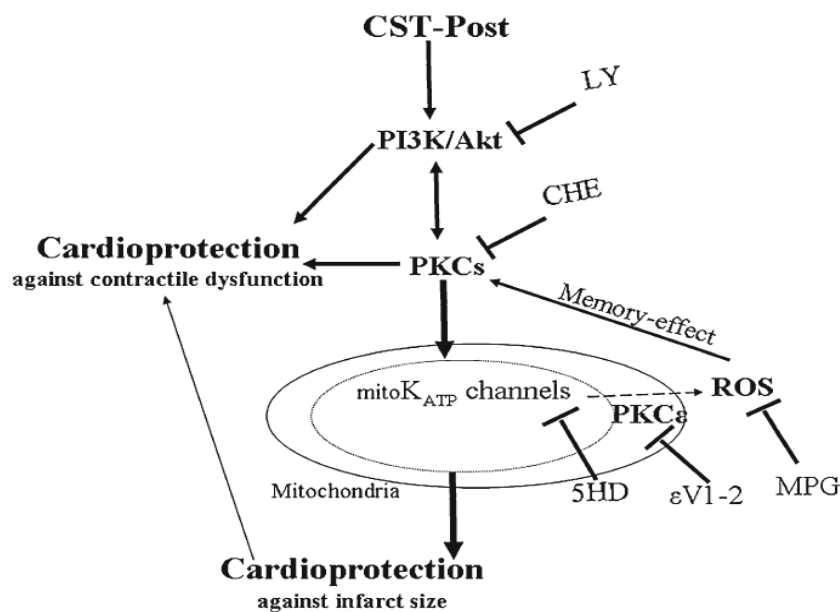 CST-Post
LY
PI3K/Akt
CHE
Cardioprotection
against contractile dysfunction
PKCs
Memory-effect
mitoKATP channels
ROS
PKCε
Mitochondria
5HD
εV1-2
MPG
Cardioprotection
against infarct size